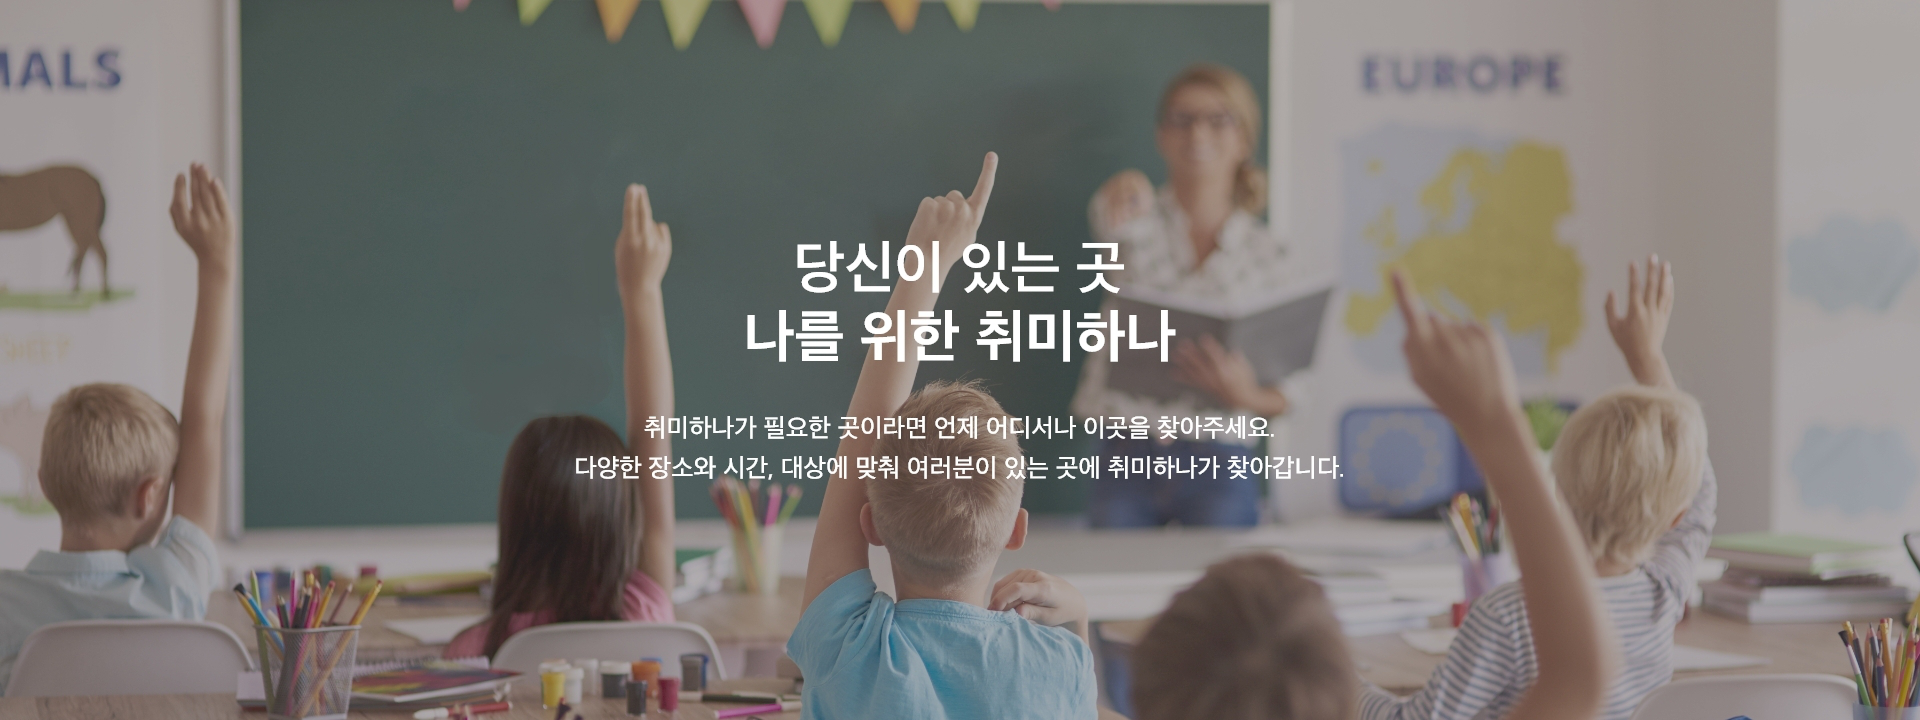 MALS
EUROPE
당신이 있는 곳
나를 위한 취미하나
취미하나가 필요한 곳이라면 언제 어디서나 이곳을 찾아주세요.
다양한 장소와 시간, 대상에 맞춰 여러분이 있는 곳에 취미하나가 찾아갑니다.